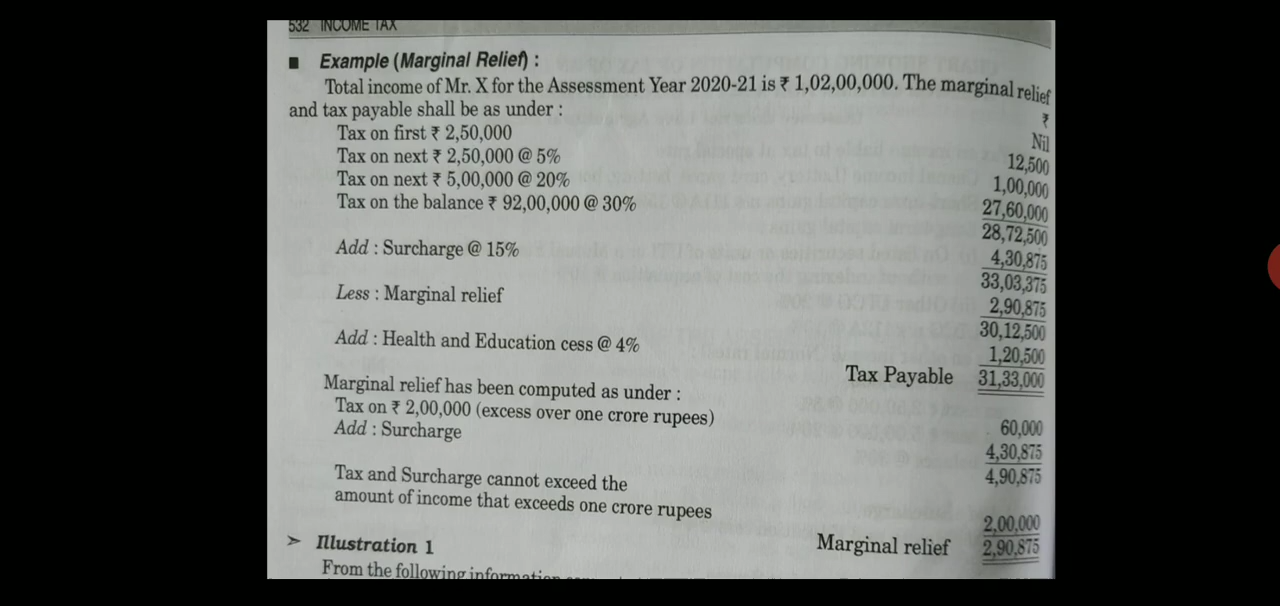 532 INCOME TAX
■ Example (Marginal Relief) :
Total income of Mr. X for the Assessment Year 2020-21 is ₹ 1,02,00,000. The marginal relief
and tax payable shall be as under :
₹
Tax on first ₹ 2,50,000 Nil
Tax on next ₹ 2,50,000 @ 5% 12,500
Tax on next ₹ 5,00,000 @ 20% 1,00,000
Tax on the balance ₹ 92,00,000 @ 30% 27,60,000
28,72,500
Add : Surcharge @ 15% 4,30,875
33,03,375
Less : Marginal relief 2,90,875
30,12,500
Add : Health and Education cess @ 4% 1,20,500
Tax Payable 31,33,000
Marginal relief has been computed as under :
Tax on ₹ 2,00,000 (excess over one crore rupees) 60,000
Add : Surcharge 4,30,875
4,90,875
Tax and Surcharge cannot exceed the
amount of income that exceeds one crore rupees 2,00,000
Marginal relief 2,90,875
➢ Illustration 1
From the following information